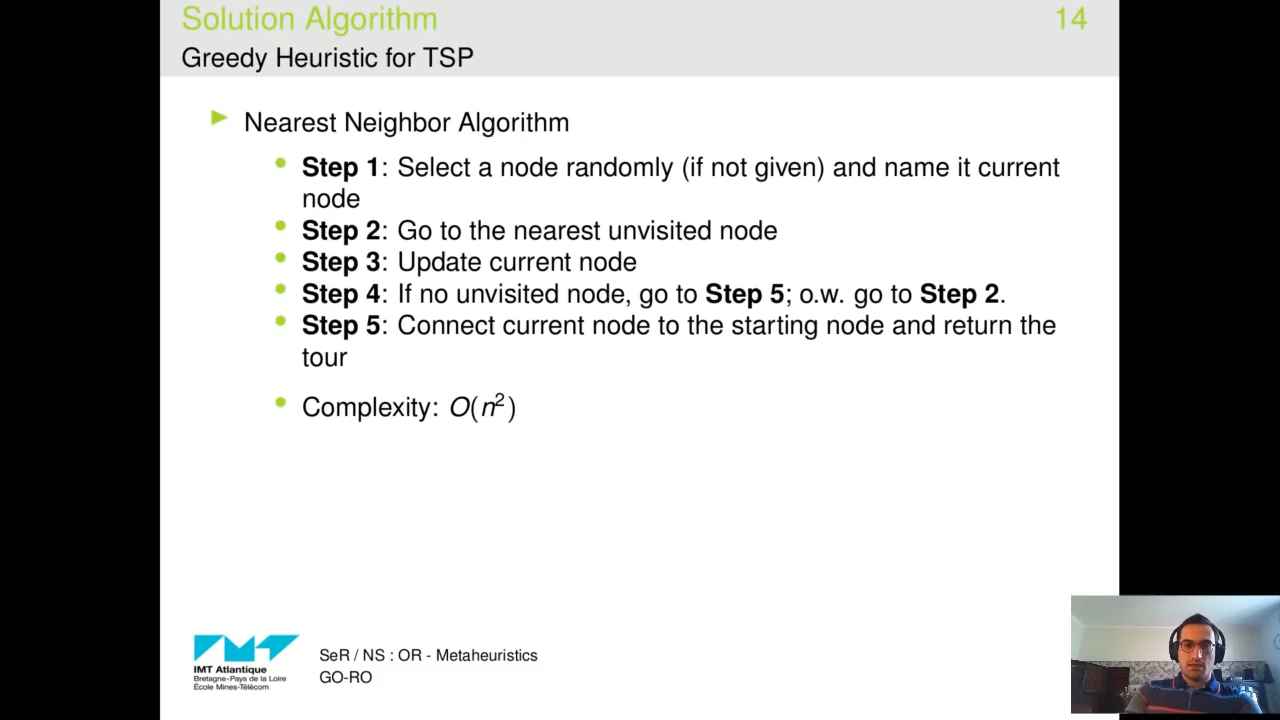 Solution Algorithm 14
Greedy Heuristic for TSP
Nearest Neighbor Algorithm
Step 1: Select a node randomly (if not given) and name it current
node
Step 2: Go to the nearest unvisited node
Step 3: Update current node
Step 4: If no unvisited node, go to Step 5; o.w. go to Step 2.
Step 5: Connect current node to the starting node and return the
tour
Complexity: O(n²)
IMT Atlantique
Bretagne-Pays de la Loire
École Mines-Télécom
SeR / NS : OR - Metaheuristics
GO-RO